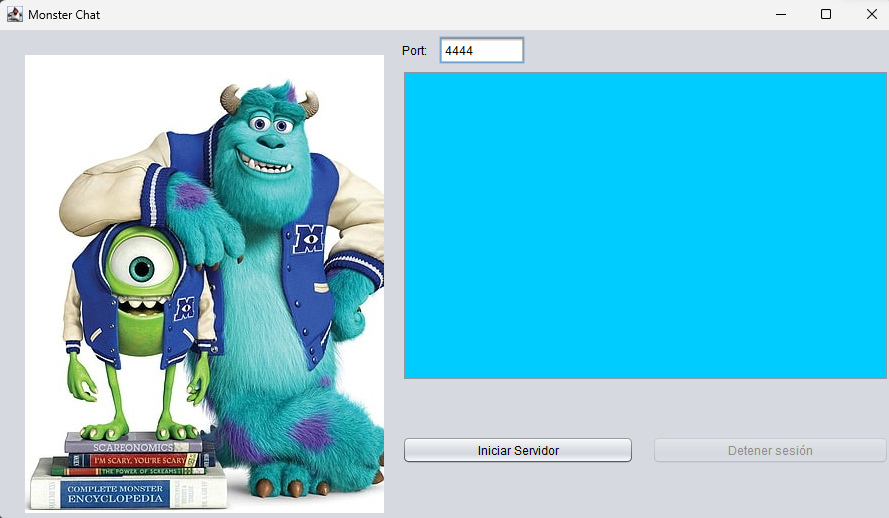 Monster Chat
Port:
4444
M
M
SCAREONOMICS
I'M SCARY, YOU'RE SCARY
THE POWER OF SCREAMS
COMPLETE MONSTER
ENCYCLOPEDIA
Iniciar Servidor
Detener sesión